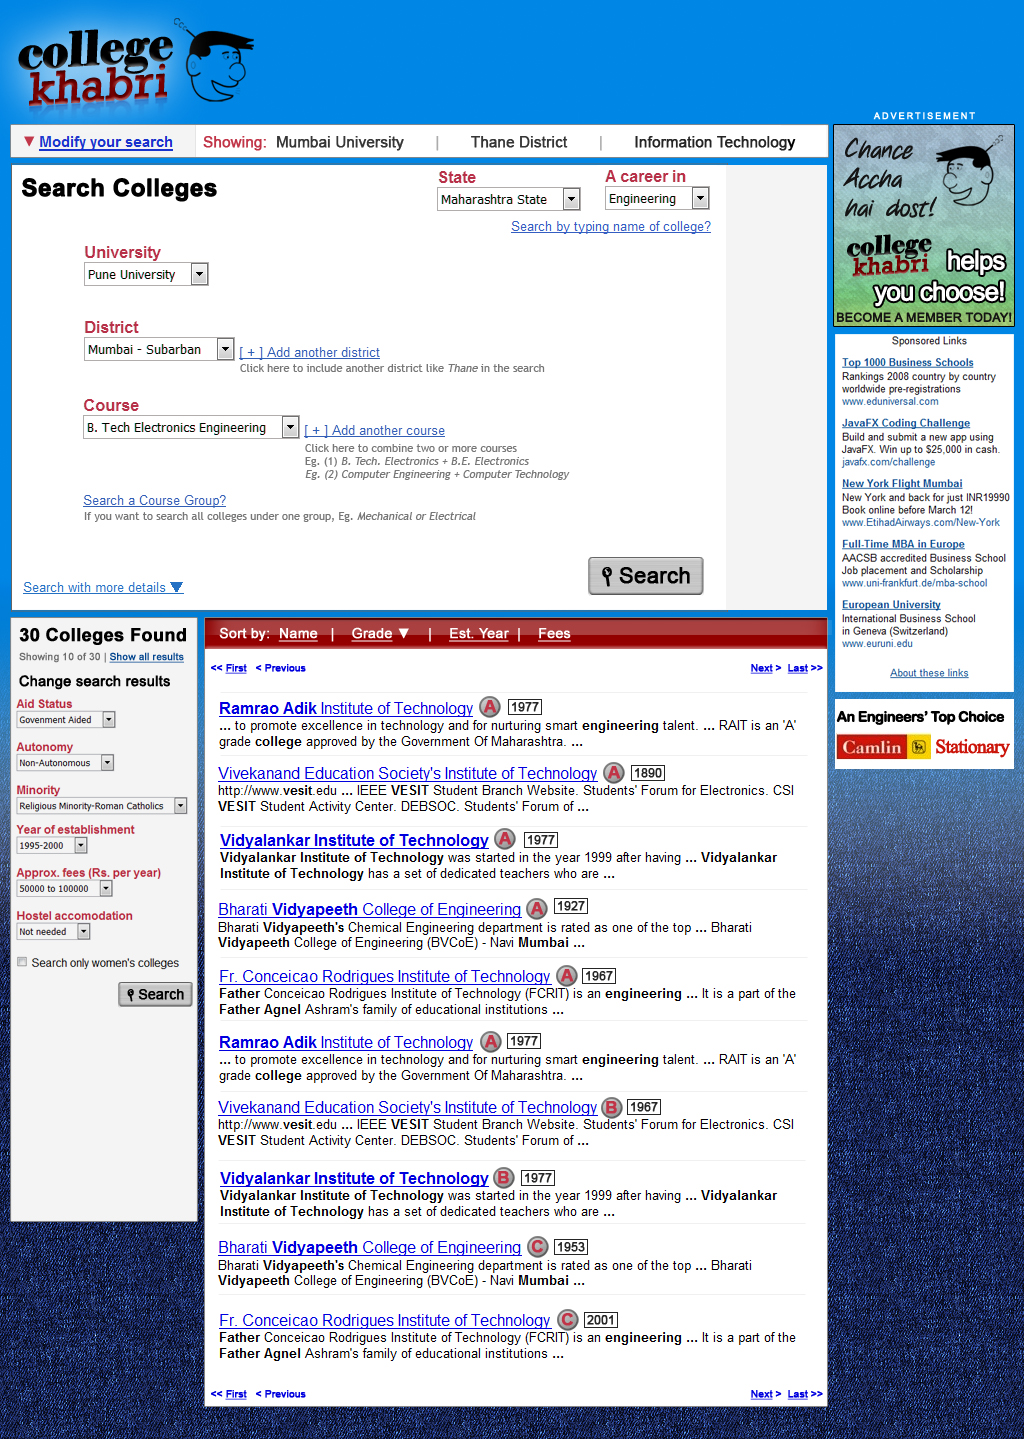 college
khabri
ADVERTISEMENT
▼ Modify your search
Showing: Mumbai University | Thane District | Information Technology
Search Colleges
State
Maharashtra State
A career in
Engineering
Search by typing name of college?
University
Pune University
District
Mumbai - Subarban
[ + ] Add another district
Click here to include another district like Thane in the search
Course
B. Tech Electronics Engineering
[ + ] Add another course
Click here to combine two or more courses
Eg. (1) B. Tech. Electronics + B.E. Electronics
Eg. (2) Computer Engineering + Computer Technology
Search a Course Group?
If you want to search all colleges under one group, Eg. Mechanical or Electrical
Search
Search with more details ▼
Chance
Accha
hai dost!
college
khabri
helps
you choose!
BECOME A MEMBER TODAY!
Sponsored Links
Top 1000 Business Schools
Rankings 2008 country by country
worldwide pre-registrations
www.eduniversal.com
JavaFX Coding Challenge
Build and submit a new app using
JavaFX. Win up to $25,000 in cash.
javafx.com/challenge
New York Flight Mumbai
New York and back for just INR19990
Book online before March 12!
www.EtihadAirways.com/New-York
Full-Time MBA in Europe
AACSB accredited Business School
Job placement and Scholarship
www.uni-frankfurt.de/mba-school
European University
International Business School
in Geneva (Switzerland)
www.euruni.edu
About these links
An Engineers' Top Choice
Camlin Stationary
30 Colleges Found
Showing 10 of 30 | Show all results
Change search results
Aid Status
Govenment Aided
Autonomy
Non-Autonomous
Minority
Religious Minority-Roman Catholics
Year of establishment
1995-2000
Approx. fees (Rs. per year)
50000 to 100000
Hostel accomodation
Not needed
Search only women's colleges
Search
Sort by: Name | Grade ▼ | Est. Year | Fees
<< First < Previous
Next > Last >>
Ramrao Adik Institute of Technology A 1977
... to promote excellence in technology and for nurturing smart engineering talent. ... RAIT is an 'A'
grade college approved by the Government Of Maharashtra. ...
Vivekanand Education Society's Institute of Technology A 1890
http://www.vesit.edu ... IEEE VESIT Student Branch Website. Students' Forum for Electronics. CSI
VESIT Student Activity Center. DEBSOC. Students' Forum of ...
Vidyalankar Institute of Technology A 1977
Vidyalankar Institute of Technology was started in the year 1999 after having ... Vidyalankar
Institute of Technology has a set of dedicated teachers who are ...
Bharati Vidyapeeth College of Engineering A 1927
Bharati Vidyapeeth's Chemical Engineering department is rated as one of the top ... Bharati
Vidyapeeth College of Engineering (BVCoE) - Navi Mumbai ...
Fr. Conceicao Rodrigues Institute of Technology A 1967
Father Conceicao Rodrigues Institute of Technology (FCRIT) is an engineering ... It is a part of the
Father Agnel Ashram's family of educational institutions ...
Ramrao Adik Institute of Technology A 1977
... to promote excellence in technology and for nurturing smart engineering talent. ... RAIT is an 'A'
grade college approved by the Government Of Maharashtra. ...
Vivekanand Education Society's Institute of Technology B 1967
http://www.vesit.edu ... IEEE VESIT Student Branch Website. Students' Forum for Electronics. CSI
VESIT Student Activity Center. DEBSOC. Students' Forum of ...
Vidyalankar Institute of Technology B 1977
Vidyalankar Institute of Technology was started in the year 1999 after having ... Vidyalankar
Institute of Technology has a set of dedicated teachers who are ...
Bharati Vidyapeeth College of Engineering C 1953
Bharati Vidyapeeth's Chemical Engineering department is rated as one of the top ... Bharati
Vidyapeeth College of Engineering (BVCoE) - Navi Mumbai ...
Fr. Conceicao Rodrigues Institute of Technology C 2001
Father Conceicao Rodrigues Institute of Technology (FCRIT) is an engineering ... It is a part of the
Father Agnel Ashram's family of educational institutions ...
<< First < Previous
Next > Last >>